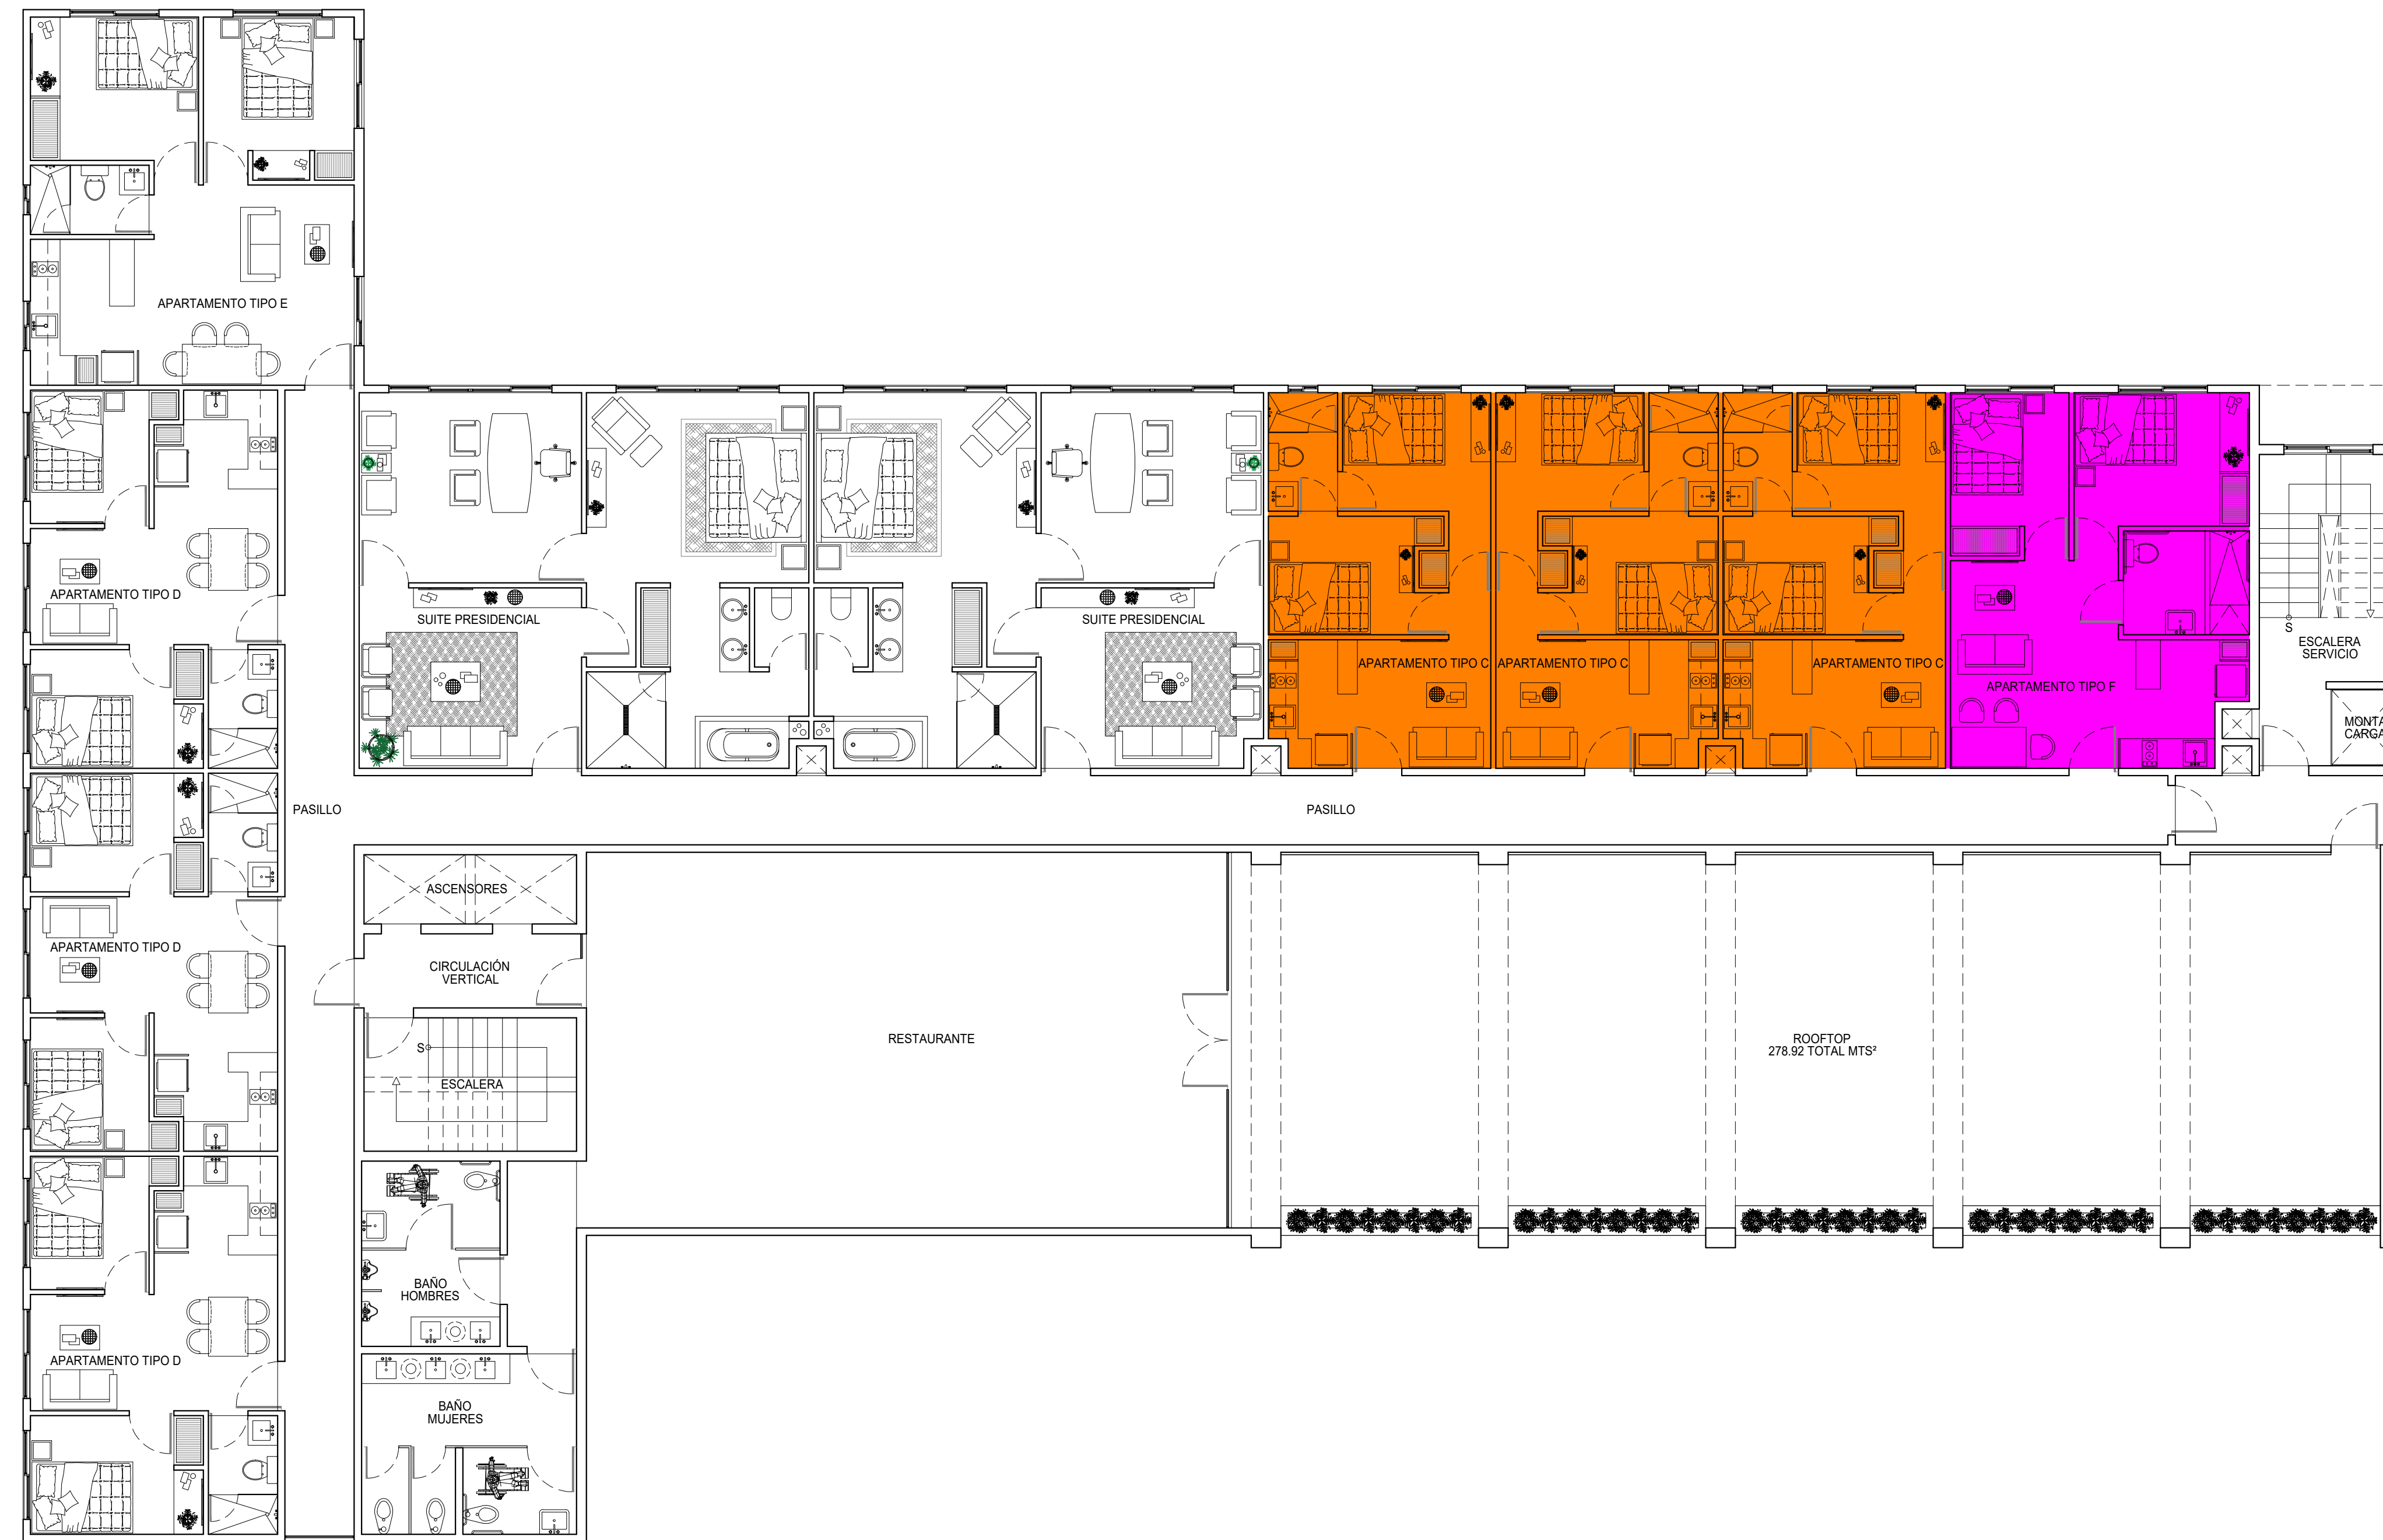 APARTAMENTO TIPO E
APARTAMENTO TIPO D
SUITE PRESIDENCIAL
SUITE PRESIDENCIAL
APARTAMENTO TIPO C
APARTAMENTO TIPO C
APARTAMENTO TIPO C
APARTAMENTO TIPO F
S
ESCALERA
SERVICIO
MONTA
CARGA
PASILLO
PASILLO
ASCENSORES
APARTAMENTO TIPO D
CIRCULACIÓN
VERTICAL
RESTAURANTE
ROOFTOP
278.92 TOTAL MTS²
S
ESCALERA
BAÑO
HOMBRES
APARTAMENTO TIPO D
BAÑO
MUJERES